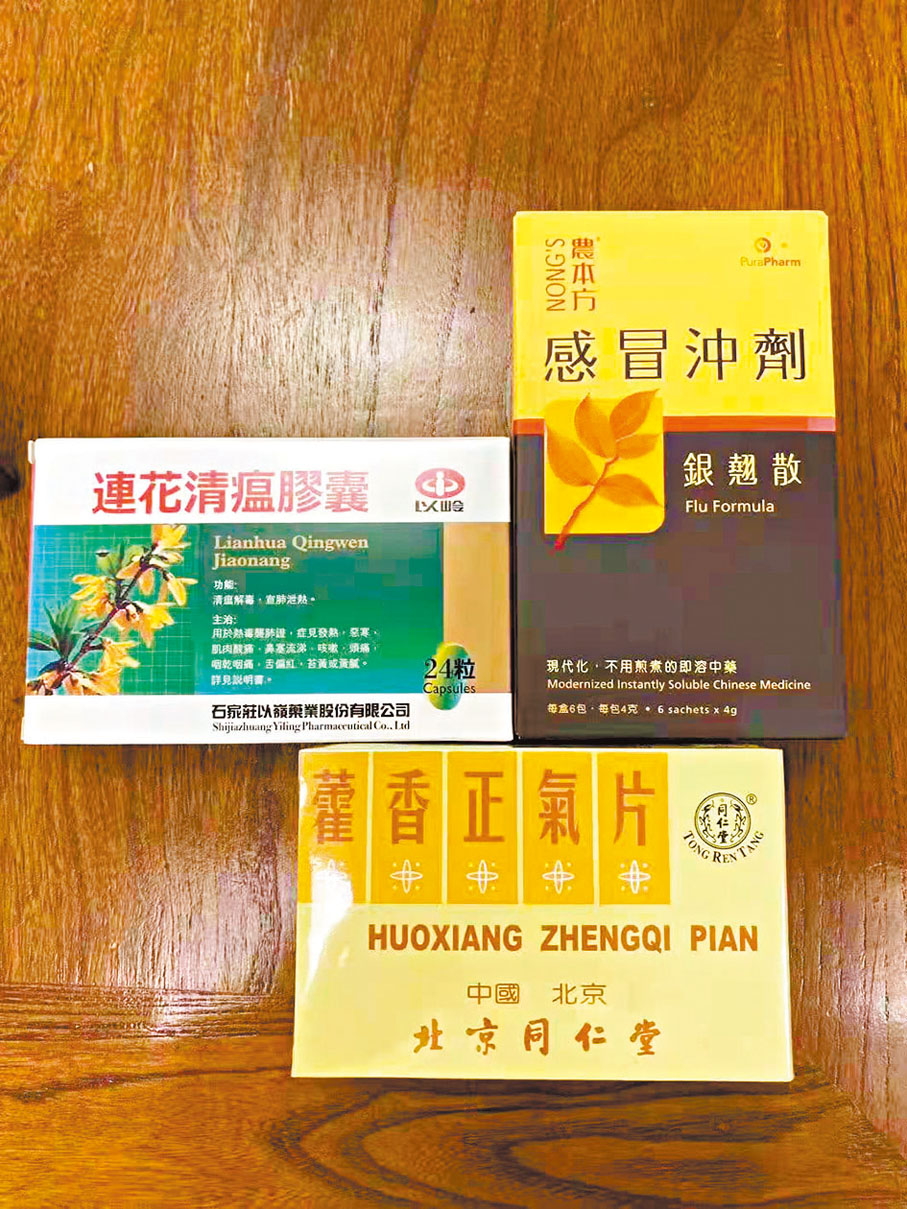 連花清瘟膠囊
以岭
Lianhua Qingwen
Jiaonang
功能:
清瘟解毒，宣肺泄熱。
主治:
用於熱毒襲肺證，症見發熱，惡寒、
肌肉酸痛、鼻塞流涕、咳嗽、頭痛，
咽乾咽痛，舌偏紅，苔黃或黃膩。
詳見説明書。
24粒
Capsules
石家莊以嶺藥業股份有限公司
Shijiazhuang Yiling Pharmaceutical Co., Ltd
農本方®
NONG'S
PuraPharm
感冒沖劑
銀翹散
Flu Formula
現代化，不用煎煮的即溶中藥
Modernized Instantly Soluble Chinese Medicine
每盒6包，每包4克 • 6 sachets x 4g
藿香正氣片
同仁堂
®
TONG REN TANG
HUOXIANG ZHENGQI PIAN
中國 北京
北京同仁堂